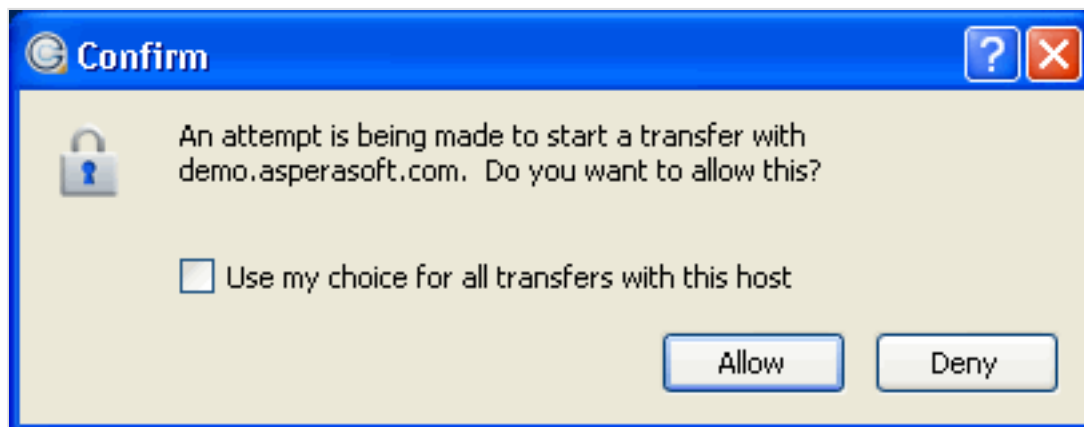 Confirm
?
An attempt is being made to start a transfer with
demo.asperasoft.com.  Do you want to allow this?
Use my choice for all transfers with this host
Allow
Deny